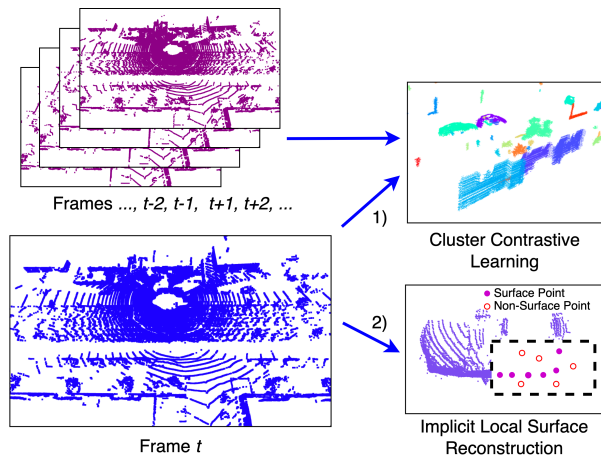 Frames ..., t-2, t-1, t+1, t+2, ...
1)
Cluster Contrastive
Learning
Surface Point
Non-Surface Point
2)
Frame t
Implicit Local Surface
Reconstruction